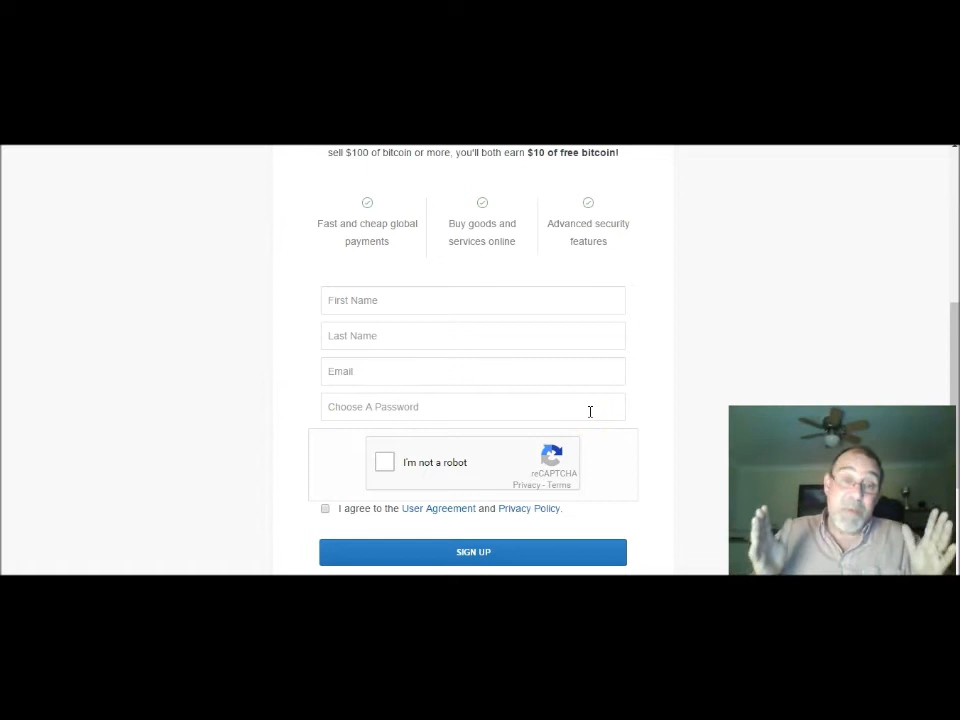 sell $100 of bitcoin or more, you'll both earn $10 of free bitcoin!
Fast and cheap global
payments
Buy goods and
services online
Advanced security
features
First Name
Last Name
Email
Choose A Password
I'm not a robot
reCAPTCHA
Privacy - Terms
I agree to the User Agreement and Privacy Policy.
SIGN UP